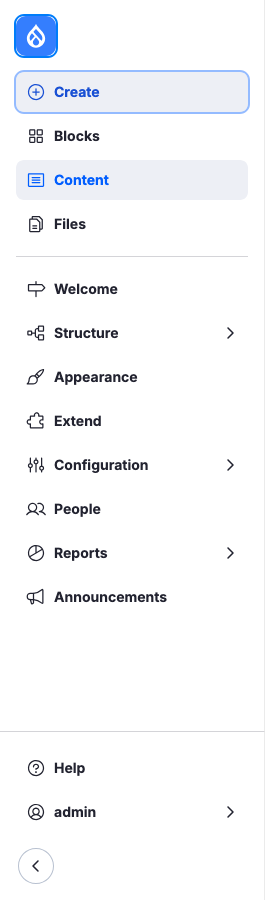 Create
Blocks
Content
Files
Welcome
Structure
Appearance
Extend
Configuration
People
Reports
Announcements
Help
admin